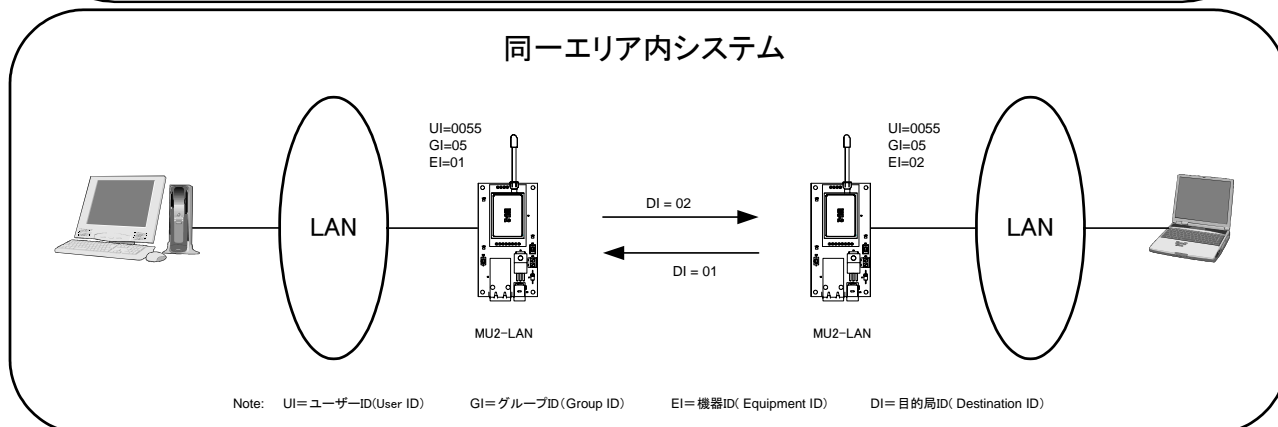 同一エリア内システム
UI=0055
GI=05
EI=01
UI=0055
GI=05
EI=02
LAN
DI = 02
DI = 01
LAN
MU2-LAN
MU2-LAN
Note: UI=ユーザーID(User ID) GI=グループID(Group ID) EI=機器ID( Equipment ID) DI=目的局ID( Destination ID)